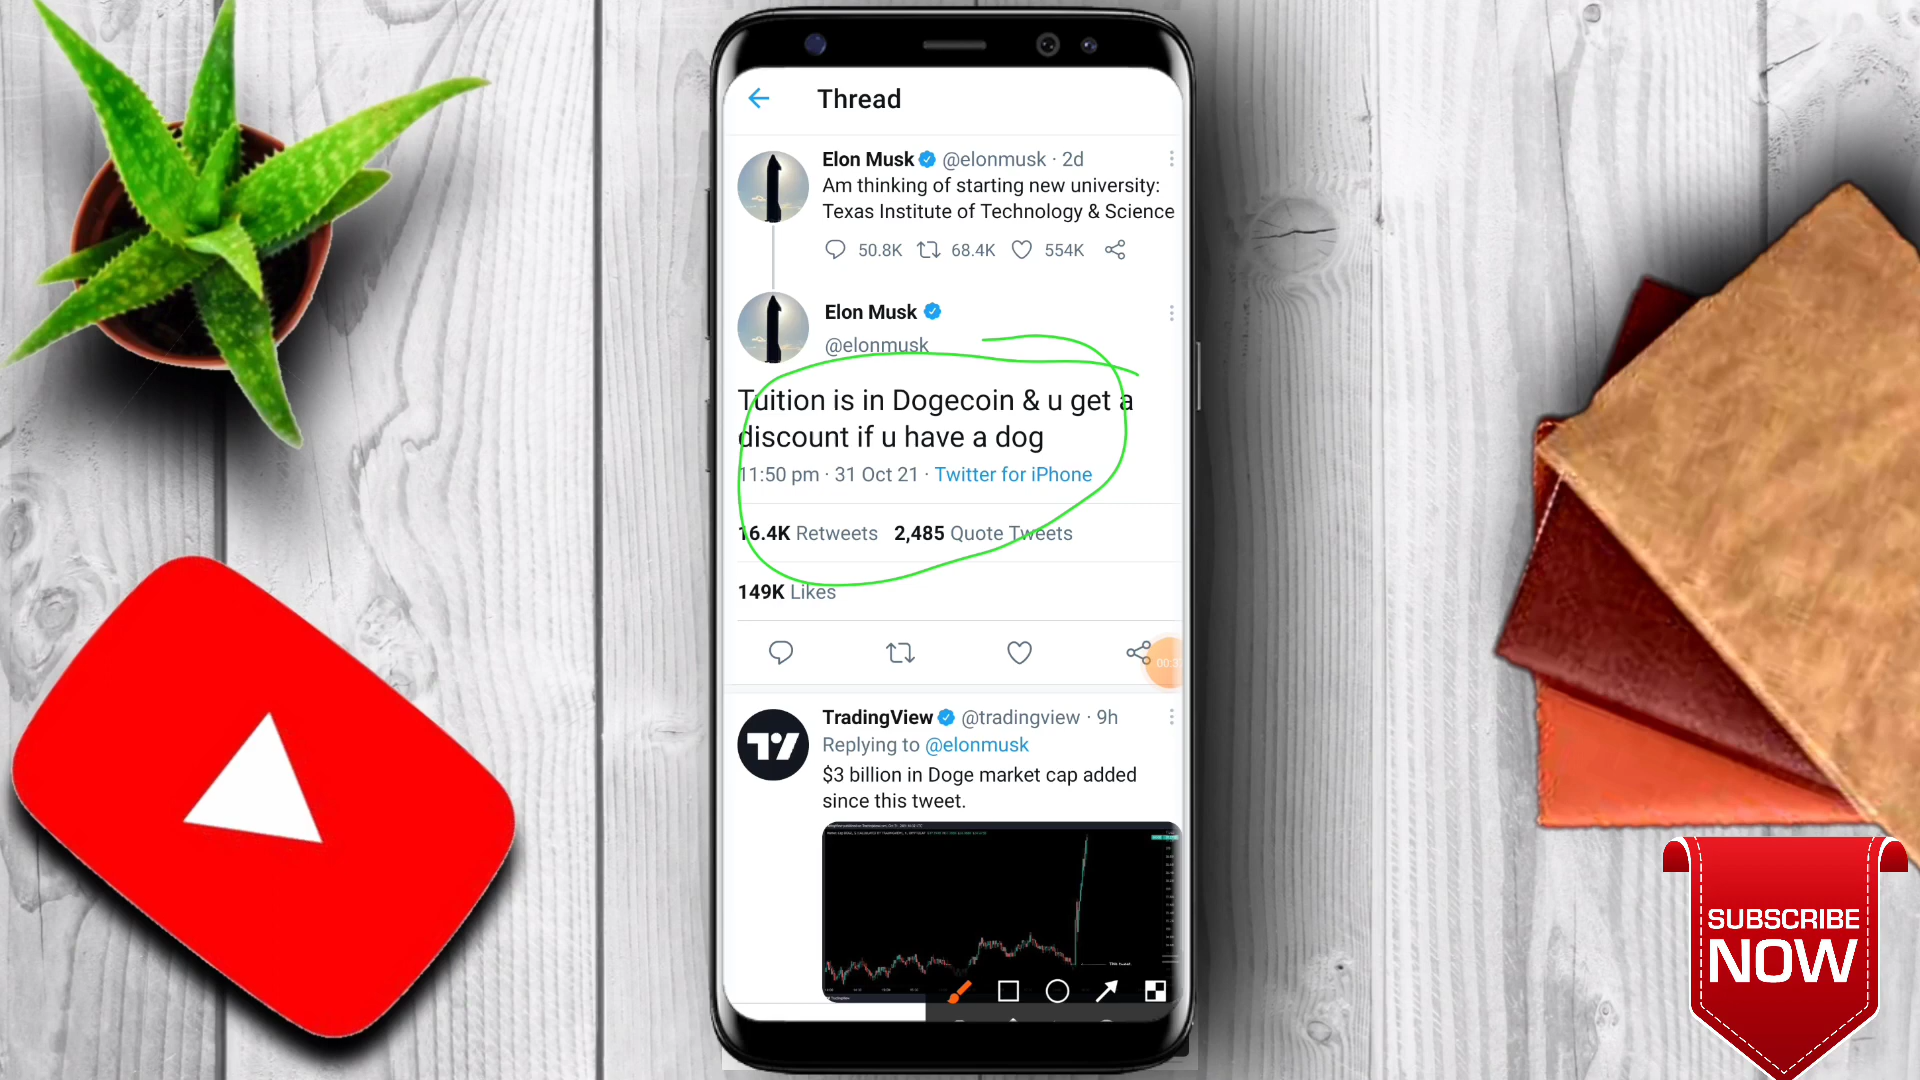 Thread
Elon Musk @elonmusk · 2d
Am thinking of starting new university:
Texas Institute of Technology & Science
50.8K 68.4K 554K
Elon Musk
@elonmusk
Tuition is in Dogecoin & u get a
discount if u have a dog
11:50 pm · 31 Oct 21 · Twitter for iPhone
16.4K Retweets 2,485 Quote Tweets
149K Likes
TradingView @tradingview · 9h
Replying to @elonmusk
$3 billion in Doge market cap added
since this tweet.
This tweet.
SUBSCRIBE
NOW